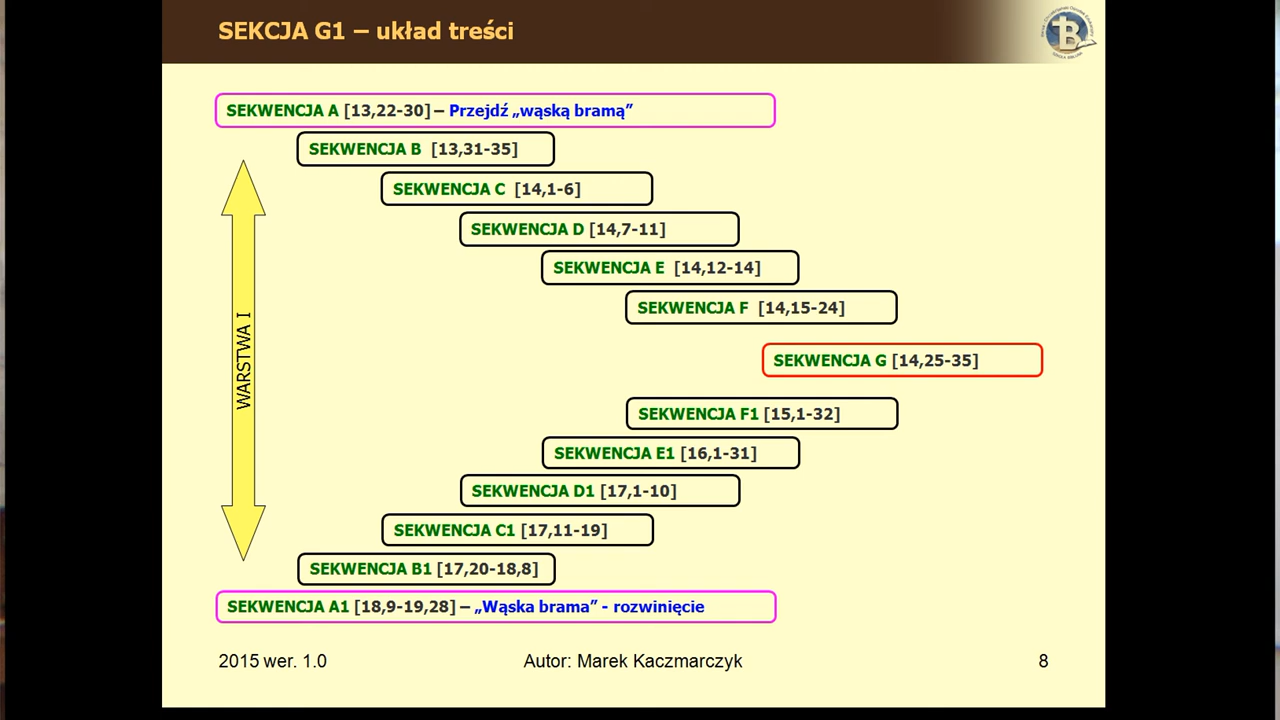 SEKCJA G1 – układ treści
SEKWENCJA A [13,22-30] – Przejdź „wąską bramą”
SEKWENCJA B [13,31-35]
SEKWENCJA C [14,1-6]
SEKWENCJA D [14,7-11]
SEKWENCJA E [14,12-14]
SEKWENCJA F [14,15-24]
WARSTWA I
SEKWENCJA G [14,25-35]
SEKWENCJA F1 [15,1-32]
SEKWENCJA E1 [16,1-31]
SEKWENCJA D1 [17,1-10]
SEKWENCJA C1 [17,11-19]
SEKWENCJA B1 [17,20-18,8]
SEKWENCJA A1 [18,9-19,28] – „Wąska brama” - rozwinięcie
2015 wer. 1.0
Autor: Marek Kaczmarczyk
8